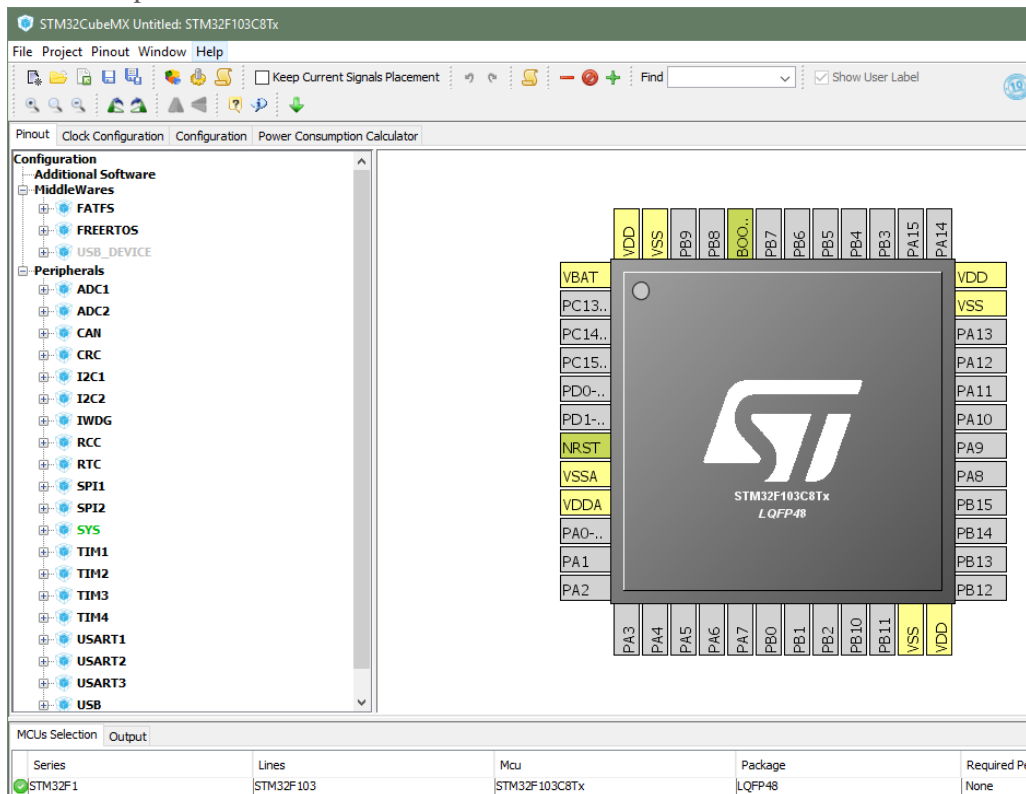 STM32CubeMX Untitled: STM32F103C8Tx
File Project Pinout Window Help
Keep Current Signals Placement
Find
Show User Label
10
Pinout Clock Configuration Configuration Power Consumption Calculator
Configuration
Additional Software
MiddleWares
FATFS
FREERTOS
USB_DEVICE
Peripherals
ADC1
ADC2
CAN
CRC
I2C1
I2C2
IWDG
RCC
RTC
SPI1
SPI2
SYS
TIM1
TIM2
TIM3
TIM4
USART1
USART2
USART3
USB
VDD VSS PB9 PB8 BOO.. PB7 PB6 PB5 PB4 PB3 PA15 PA14
VBAT
PC13..
PC14..
PC15..
PD0-..
PD1-..
NRST
VSSA
VDDA
PA0-..
PA1
PA2
ST
STM32F103C8Tx
LQFP48
VDD
VSS
PA13
PA12
PA11
PA10
PA9
PA8
PB15
PB14
PB13
PB12
PA3 PA4 PA5 PA6 PA7 PB0 PB1 PB2 PB10 PB11 VSS VDD
MCUs Selection Output
Series Lines Mcu Package Required Pe
STM32F1 STM32F103 STM32F103C8Tx LQFP48 None